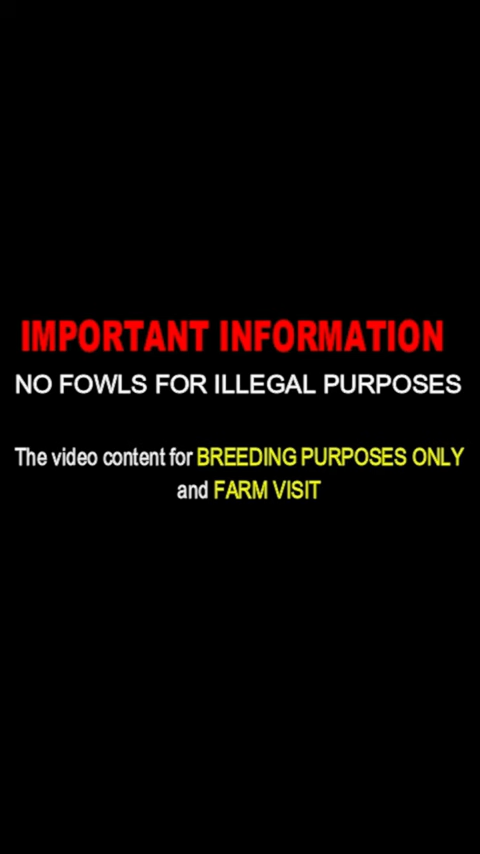 IMPORTANT INFORMATION
NO FOWLS FOR ILLEGAL PURPOSES
The video content for BREEDING PURPOSES ONLY
and FARM VISIT